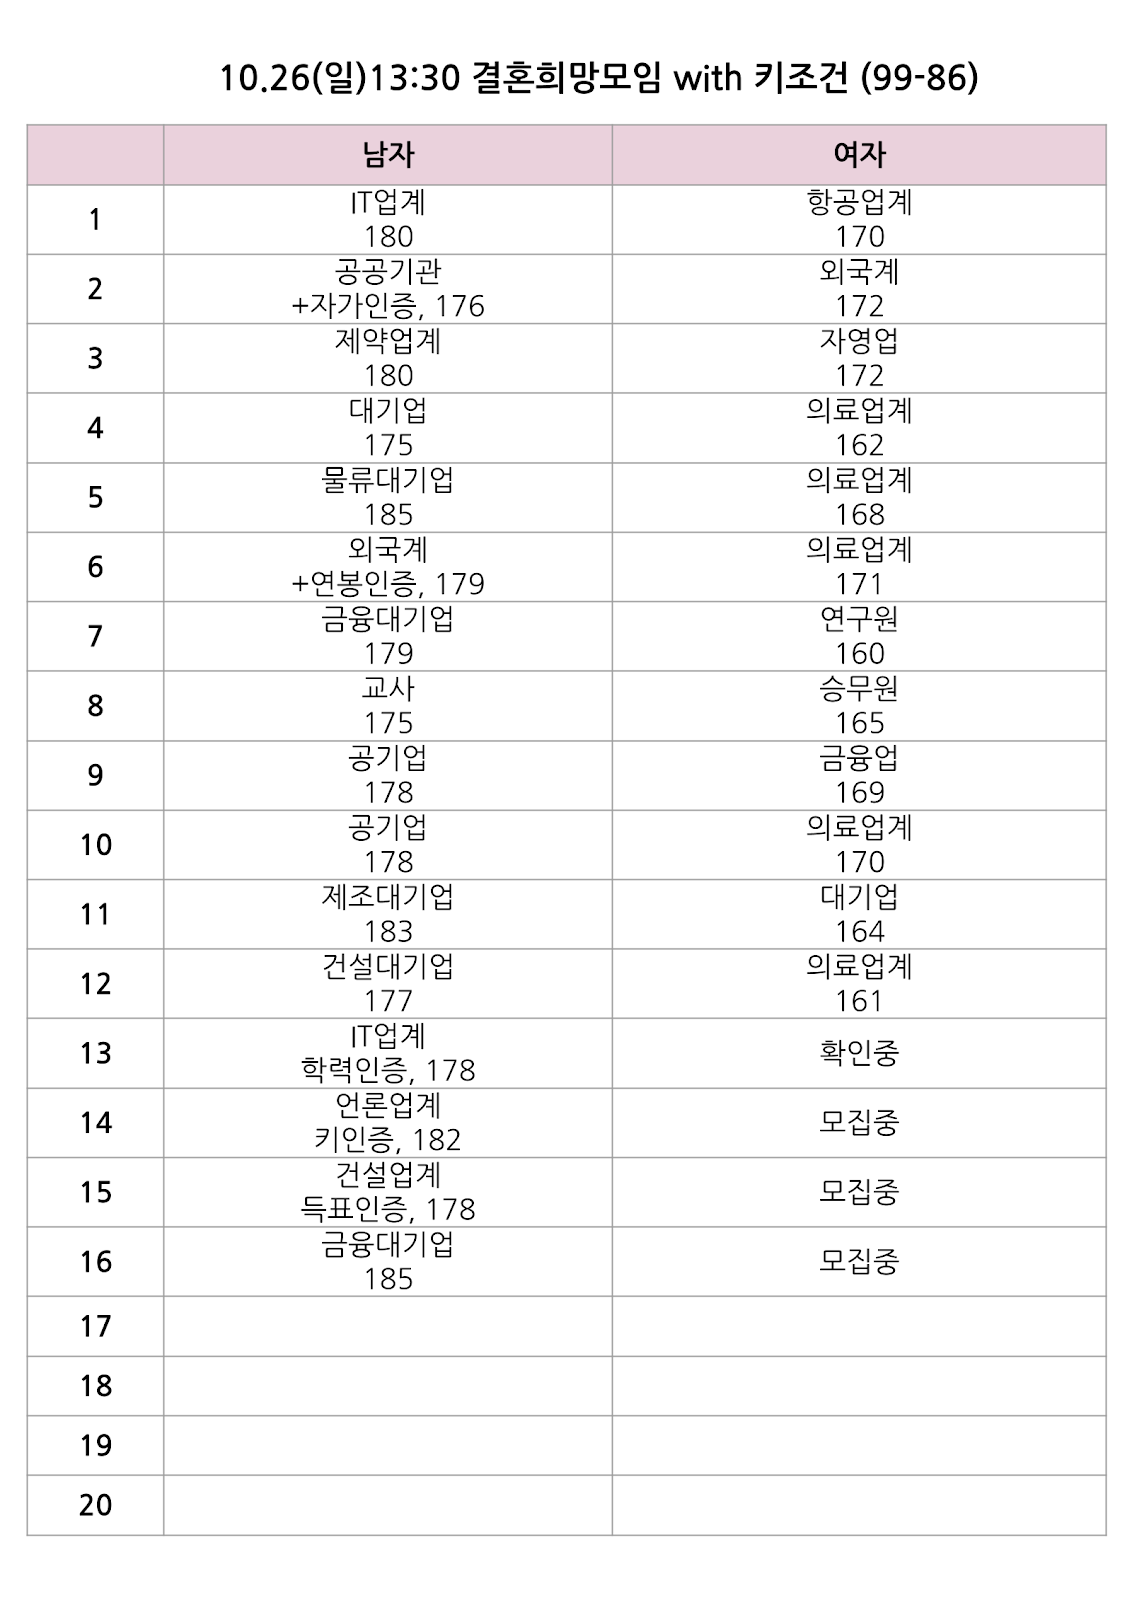 10.26(일)13:30 결혼희망모임 with 키조건 (99-86)
남자 여자
1 IT업계 항공업계
180 170
2 공공기관 외국계
+자가인증, 176 172
3 제약업계 자영업
180 172
4 대기업 의료업계
175 162
5 물류대기업 의료업계
185 168
6 외국계 의료업계
+연봉인증, 179 171
7 금융대기업 연구원
179 160
8 교사 승무원
175 165
9 공기업 금융업
178 169
10 공기업 의료업계
178 170
11 제조대기업 대기업
183 164
12 건설대기업 의료업계
177 161
13 IT업계 확인중
학력인증, 178
14 언론업계 모집중
키인증, 182
15 건설업계 모집중
득표인증, 178
16 금융대기업 모집중
185
17
18
19
20